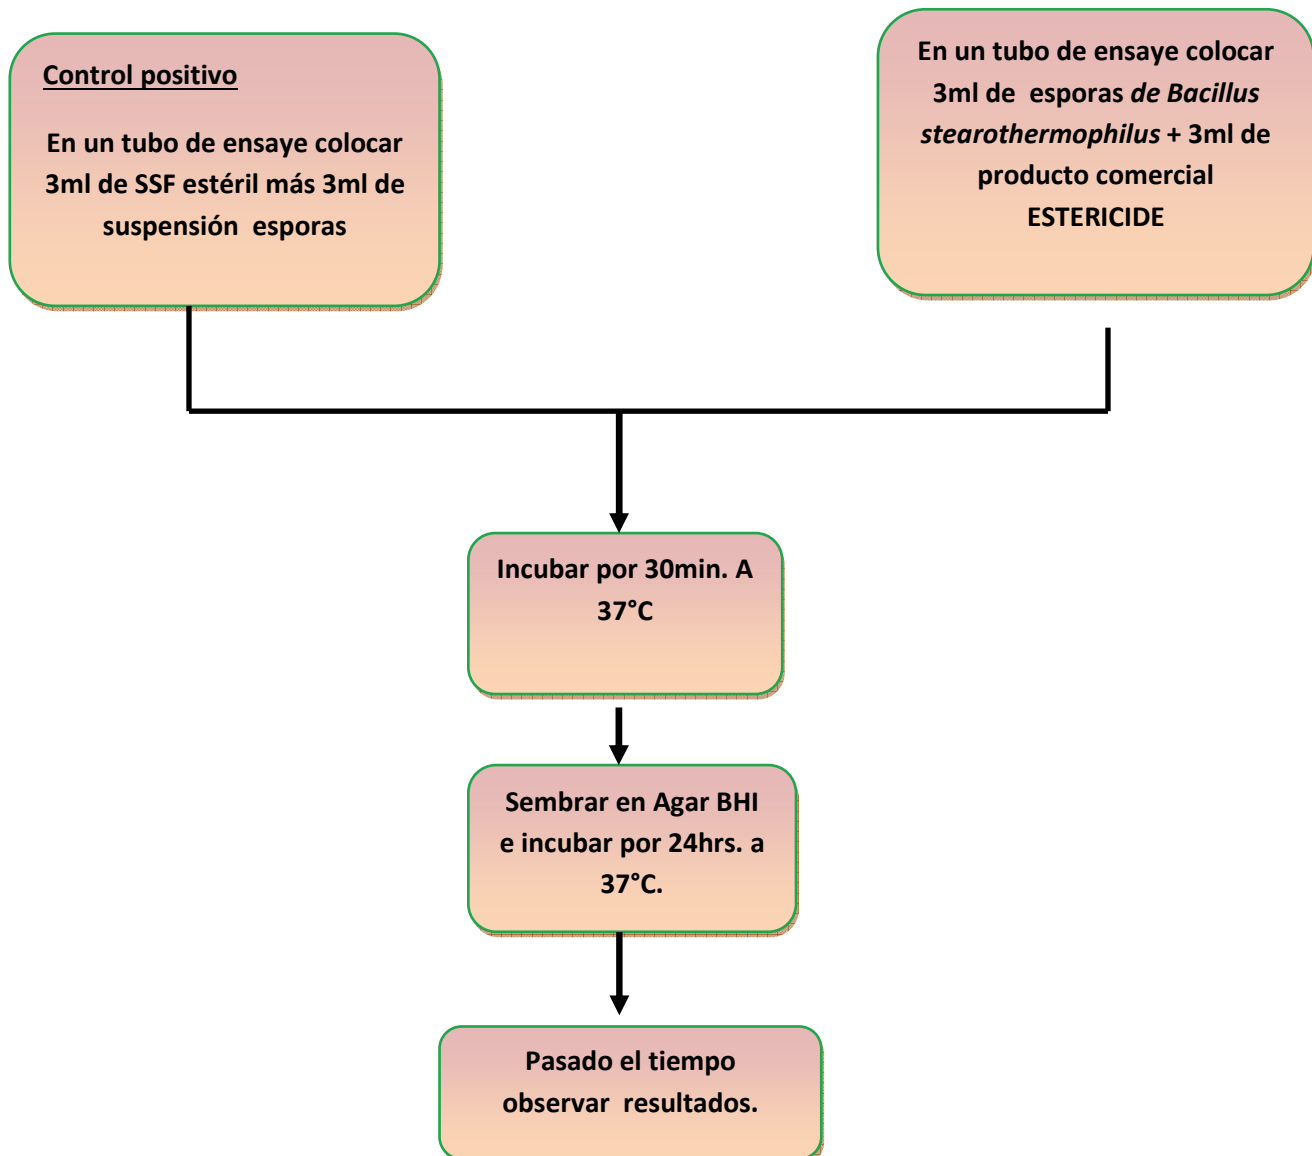 Control positivo
En un tubo de ensaye colocar
3ml de SSF estéril más 3ml de
suspensión esporas
En un tubo de ensaye colocar
3ml de esporas de Bacillus
stearothermophilus + 3ml de
producto comercial
ESTERICIDE
Incubar por 30min. A
37°C
Sembrar en Agar BHI
e incubar por 24hrs. a
37°C.
Pasado el tiempo
observar resultados.